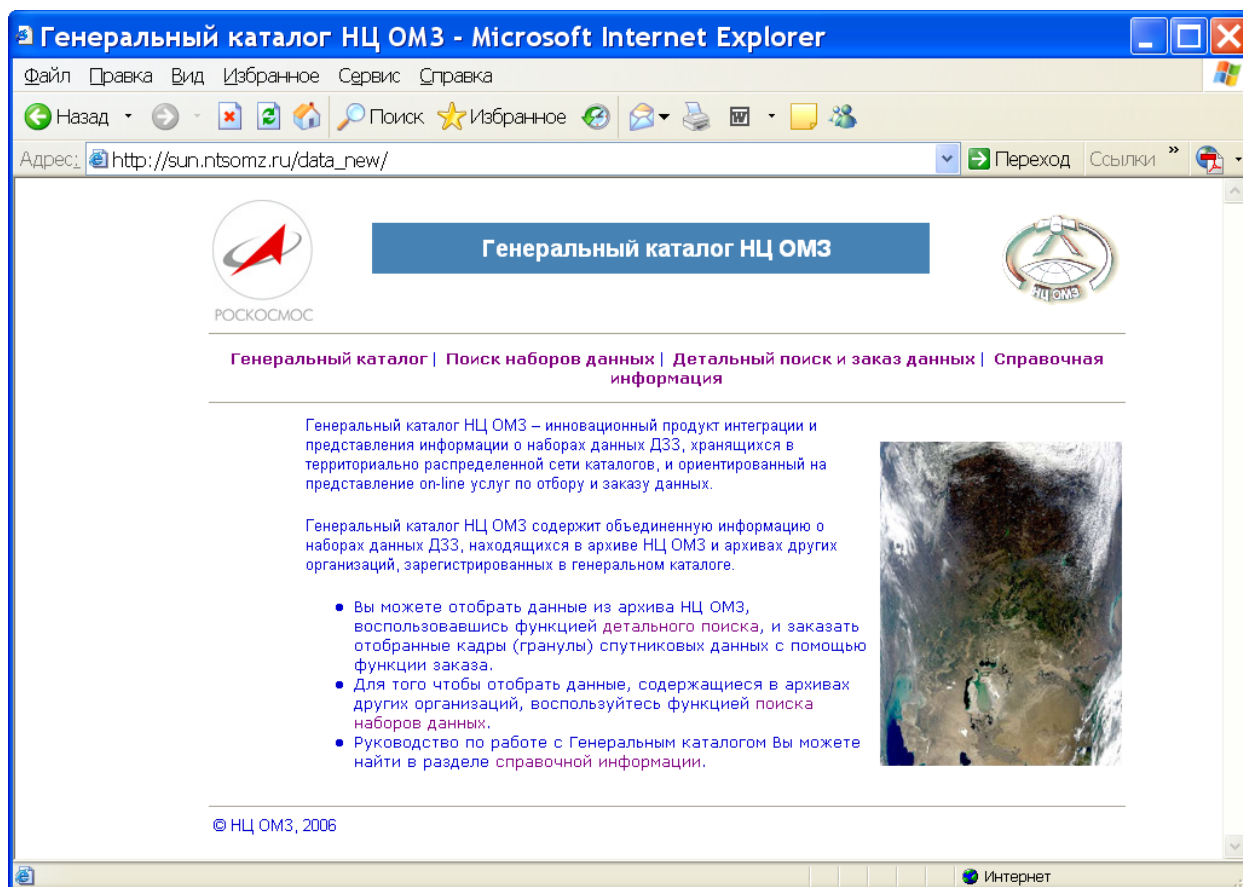 Генеральный каталог НЦ ОМЗ - Microsoft Internet Explorer
Файл Правка Вид Избранное Сервис Справка
Назад Поиск Избранное
Адрес: http://sun.ntsomz.ru/data_new/ Переход Ссылки »
Генеральный каталог НЦ ОМЗ
РОСКОСМОС
НЦ ОМЗ
Генеральный каталог | Поиск наборов данных | Детальный поиск и заказ данных | Справочная
информация
Генеральный каталог НЦ ОМЗ – инновационный продукт интеграции и
представления информации о наборах данных ДЗЗ, хранящихся в
территориально распределенной сети каталогов, и ориентированный на
представление on-line услуг по отбору и заказу данных.
Генеральный каталог НЦ ОМЗ содержит объединенную информацию о
наборах данных ДЗЗ, находящихся в архиве НЦ ОМЗ и архивах других
организаций, зарегистрированных в генеральном каталоге.
● Вы можете отобрать данные из архива НЦ ОМЗ,
воспользовавшись функцией детального поиска, и заказать
отобранные кадры (гранулы) спутниковых данных с помощью
функции заказа.
● Для того чтобы отобрать данные, содержащиеся в архивах
других организаций, воспользуйтесь функцией поиска
наборов данных.
● Руководство по работе с Генеральным каталогом Вы можете
найти в разделе справочной информации.
© НЦ ОМЗ, 2006
Интернет